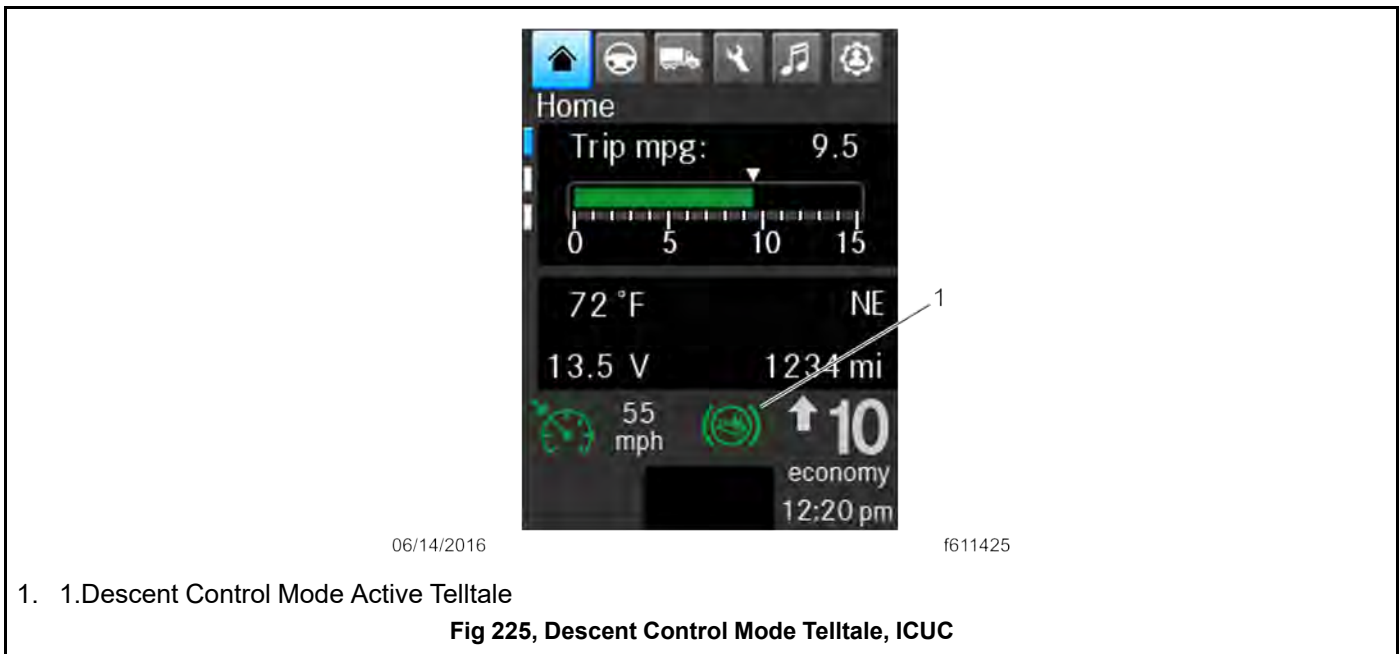 Home
Trip mpg: 9.5
0 5 10 15
72 °F NE
1
13.5 V 1234 mi
55 mph
10
economy
12:20 pm
06/14/2016 f611425
1. 1.Descent Control Mode Active Telltale
Fig 225, Descent Control Mode Telltale, ICUC